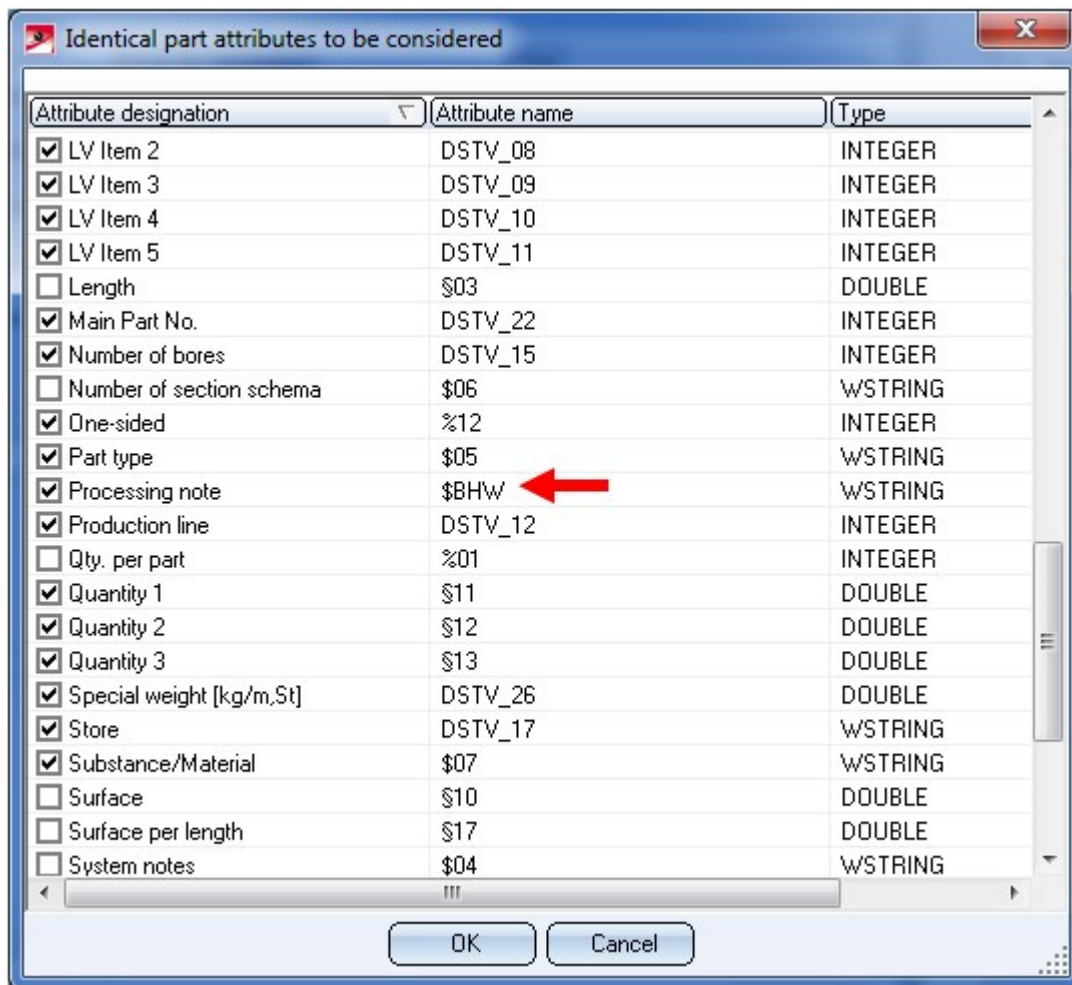 Identical part attributes to be considered
Attribute designation Attribute name Type
LV Item 2 DSTV_08 INTEGER
LV Item 3 DSTV_09 INTEGER
LV Item 4 DSTV_10 INTEGER
LV Item 5 DSTV_11 INTEGER
Length §03 DOUBLE
Main Part No. DSTV_22 INTEGER
Number of bores DSTV_15 INTEGER
Number of section schema $06 WSTRING
One-sided %12 INTEGER
Part type $05 WSTRING
Processing note $BHW WSTRING
Production line DSTV_12 INTEGER
Qty. per part %01 INTEGER
Quantity 1 §11 DOUBLE
Quantity 2 §12 DOUBLE
Quantity 3 §13 DOUBLE
Special weight [kg/m,St] DSTV_26 DOUBLE
Store DSTV_17 WSTRING
Substance/Material $07 WSTRING
Surface §10 DOUBLE
Surface per length §17 DOUBLE
System notes $04 WSTRING
OK Cancel